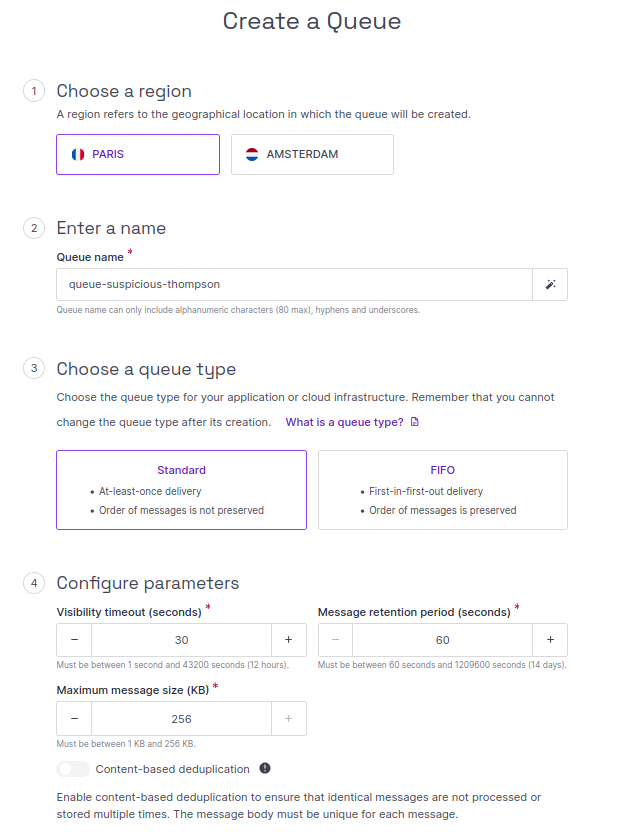 Create a Queue
1 Choose a region
A region refers to the geographical location in which the queue will be created.
PARIS AMSTERDAM
2 Enter a name
Queue name *
queue-suspicious-thompson
Queue name can only include alphanumeric characters (80 max), hyphens and underscores.
3 Choose a queue type
Choose the queue type for your application or cloud infrastructure. Remember that you cannot
change the queue type after its creation. What is a queue type?
Standard FIFO
• At-least-once delivery • First-in-first-out delivery
• Order of messages is not preserved • Order of messages is preserved
4 Configure parameters
Visibility timeout (seconds) * Message retention period (seconds) *
− 30 + − 60 +
Must be between 1 second and 43200 seconds (12 hours). Must be between 60 seconds and 1209600 seconds (14 days).
Maximum message size (KB) *
− 256 +
Must be between 1 KB and 256 KB.
Content-based deduplication !
Enable content-based deduplication to ensure that identical messages are not processed or
stored multiple times. The message body must be unique for each message.